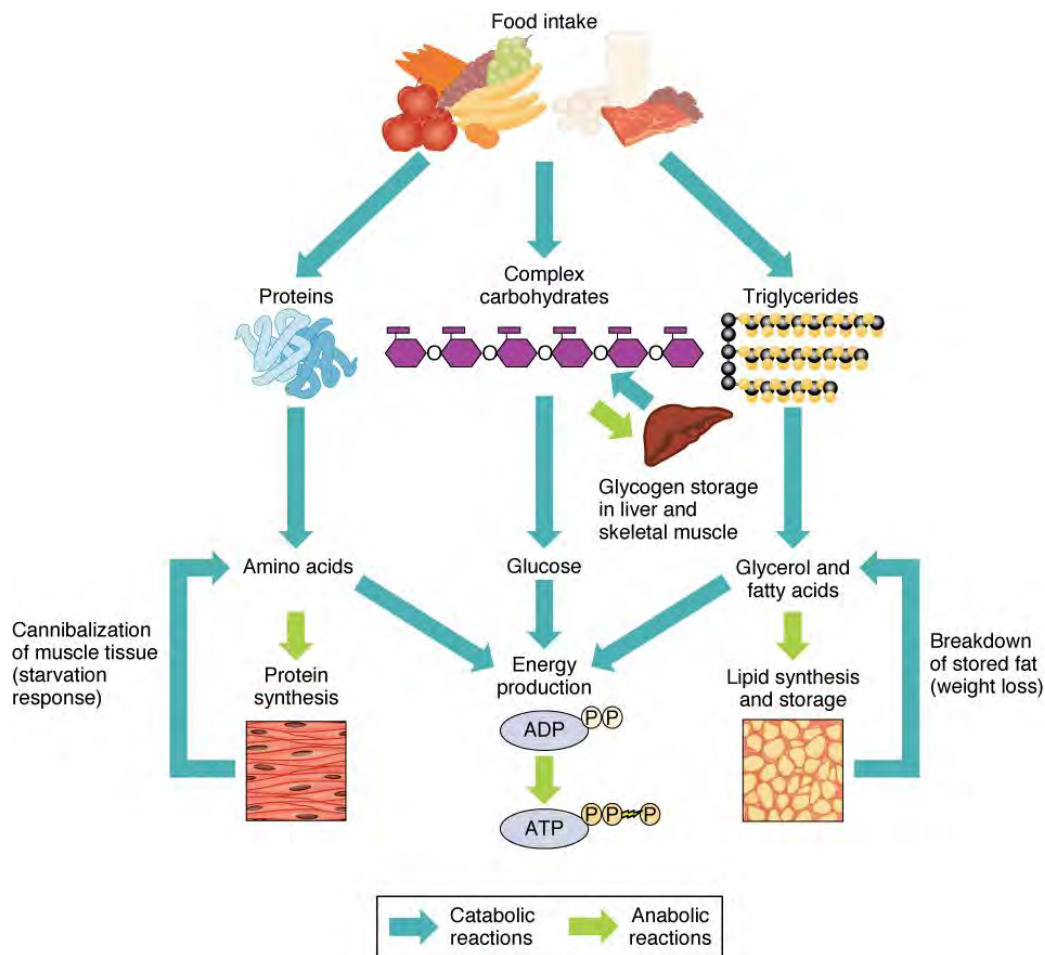 Food intake
Proteins
Complex
carbohydrates
Triglycerides
Glycogen storage
in liver and
skeletal muscle
Amino acids
Glucose
Glycerol and
fatty acids
Cannibalization
of muscle tissue
(starvation
response)
Protein
synthesis
Energy
production
Lipid synthesis
and storage
Breakdown
of stored fat
(weight loss)
ADP P P
ATP P P P
Catabolic
reactions
Anabolic
reactions